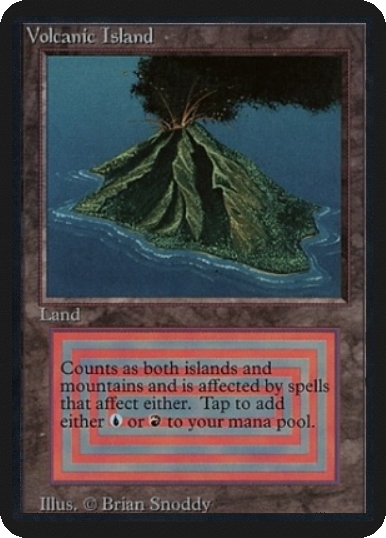 Volcanic Island
Land
Counts as both islands and
mountains and is affected by spells
that affect either. Tap to add
either or to your mana pool.
Illus. © Brian Snoddy